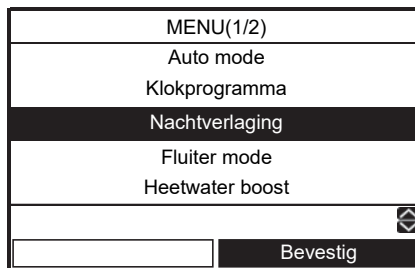 MENU(1/2)
Auto mode
Klokprogramma
Nachtverlaging
Fluiter mode
Heetwater boost
Bevestig